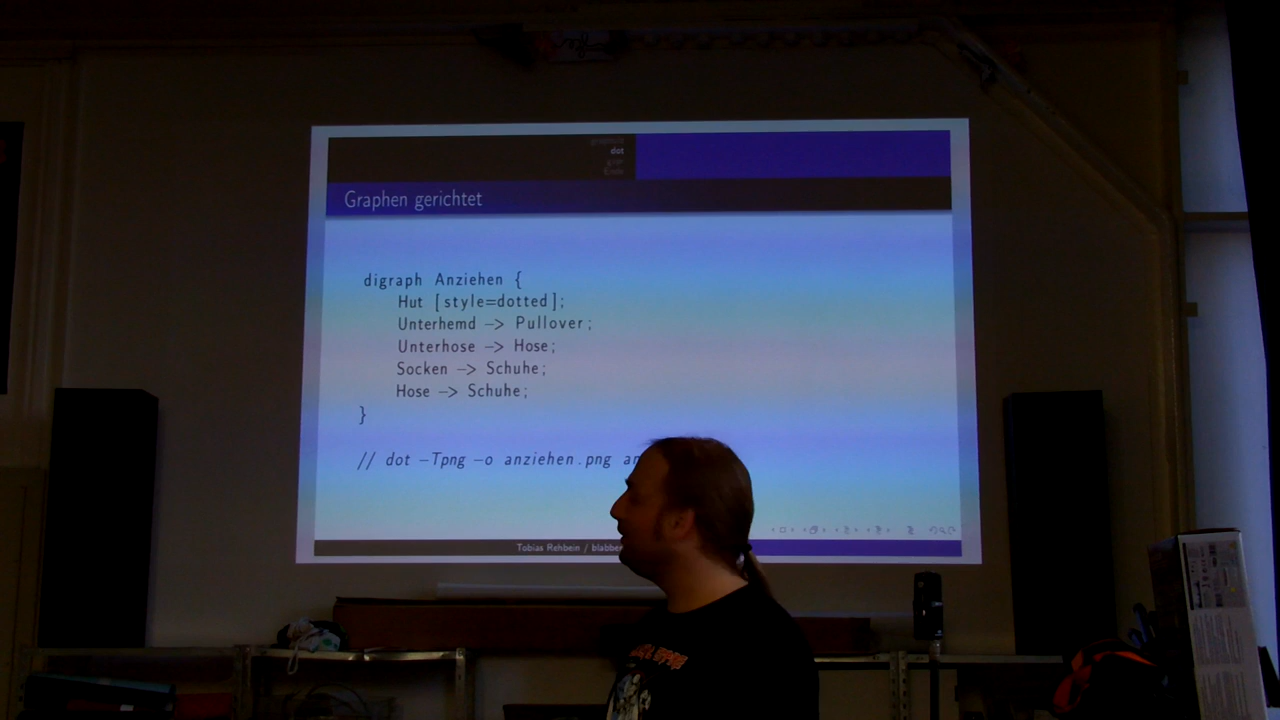 dot
Ende
Graphen gerichtet
digraph Anziehen {
Hut [style=dotted];
Unterhemd -> Pullover;
Unterhose -> Hose;
Socken -> Schuhe;
Hose -> Schuhe;
}
// dot -Tpng -o anziehen.png
Tobias Rehbein /